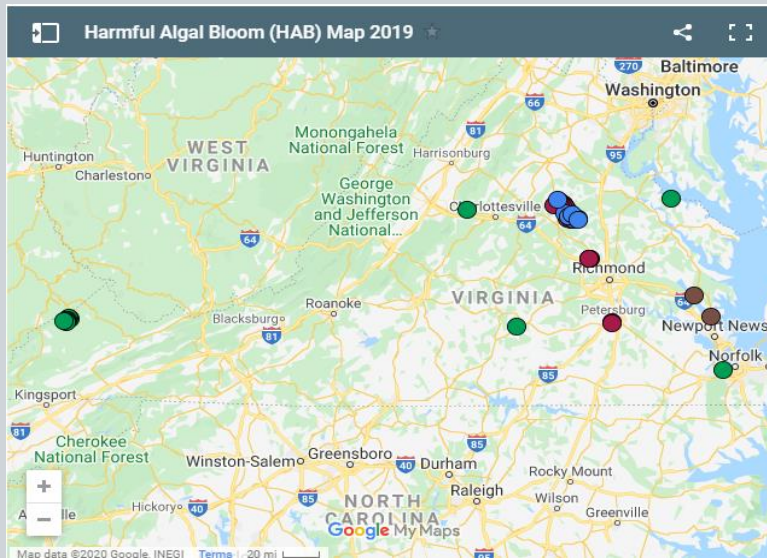 Harmful Algal Bloom (HAB) Map 2019
270
Baltimore
Washington
66
81
95
Monongahela
National Forest
Harrisonburg
WEST
VIRGINIA
Huntington
Charleston
George
Washington
and Jefferson
National...
Charlottesville
64
64
Richmond
VIRGINIA
Roanoke
Blacksburg
81
Petersburg
64
Newport News
Norfolk
85
Kingsport
81
Cherokee
National Forest
Winston-Salem
Greensboro
40
85
Durham
Raleigh
Rocky Mount
Wilson
Greenville
Hickory
40
85
NORTH
CAROLINA
95
+
−
Google My Maps
Map data ©2020 Google, INEGI Terms 20 mi